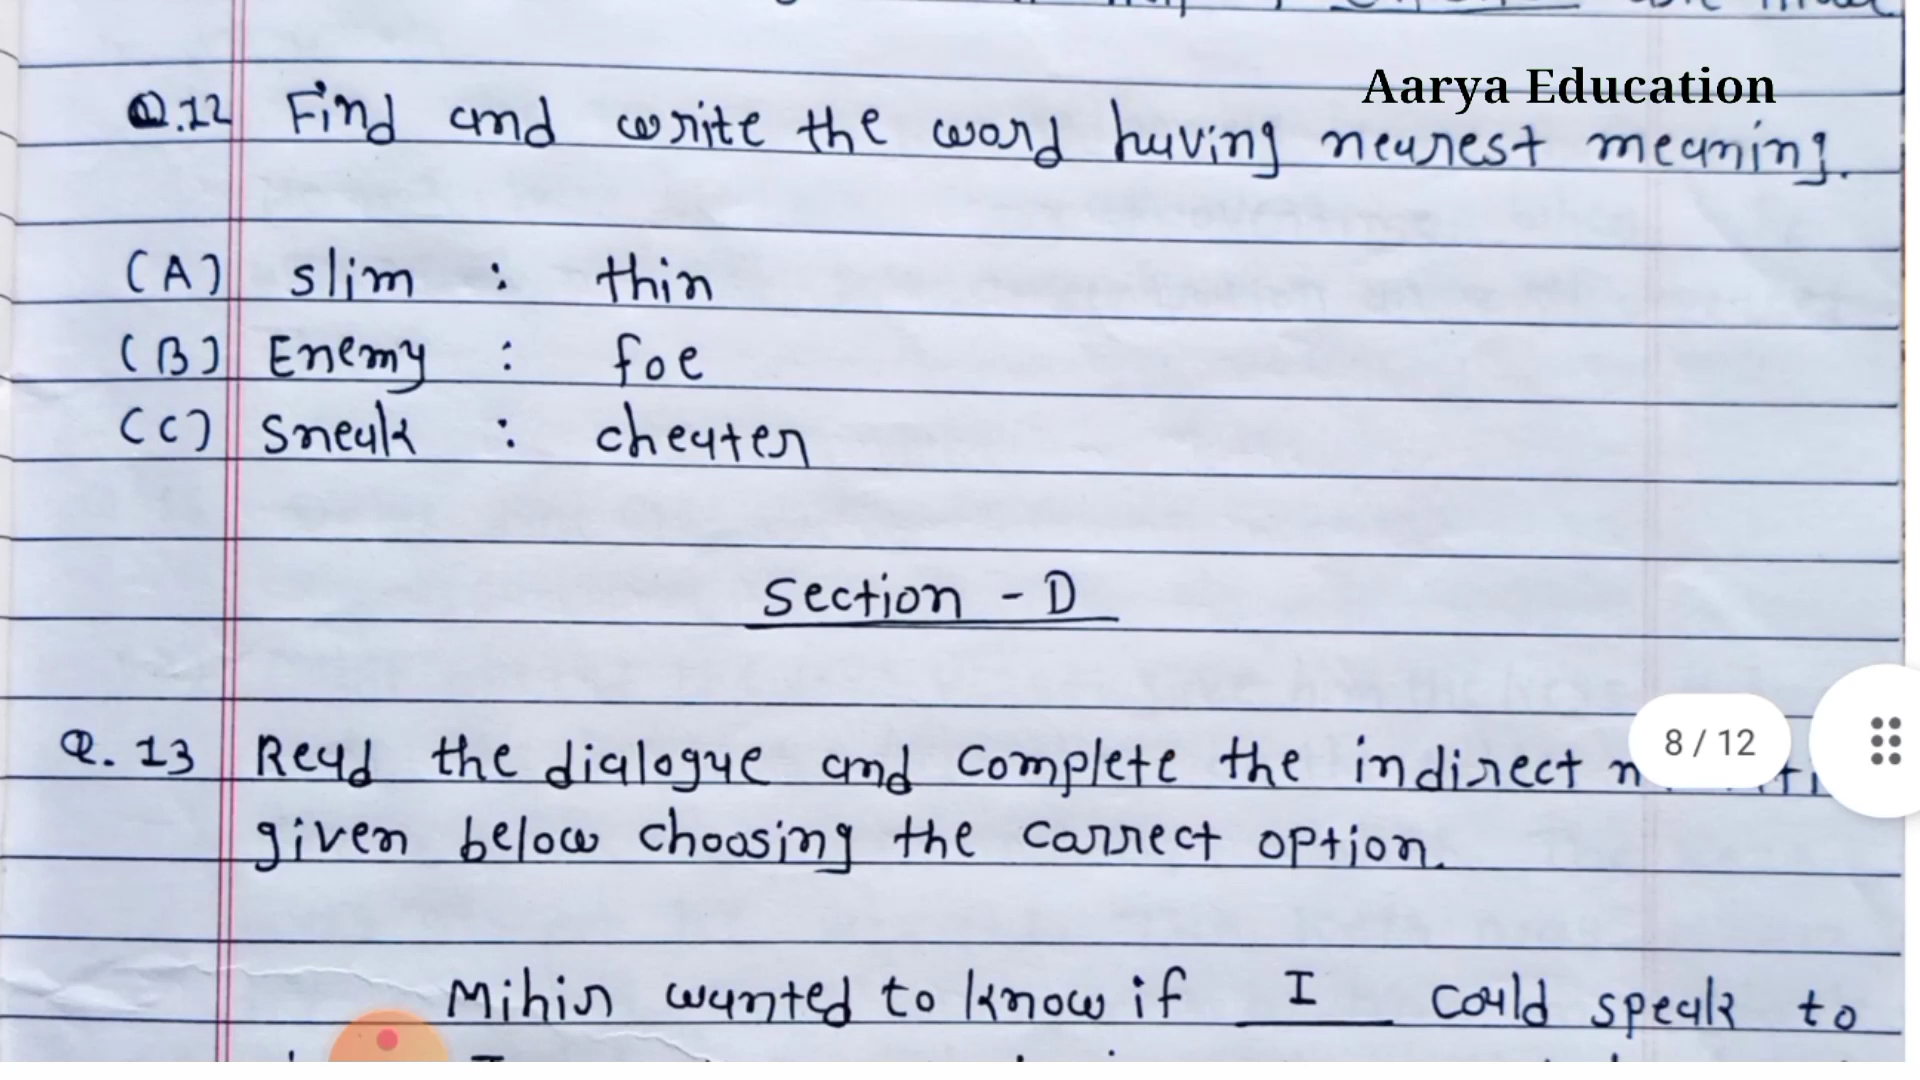 Aarya Education
Q.12 Find and write the word having nearest meaning.
(A) slim : thin
(B) Enemy : foe
(C) Sneak : cheater
Section - D
8 / 12
Q. 13 Read the dialogue and complete the indirect
given below choosing the correct option.
Mihir wanted to know if I could speak to